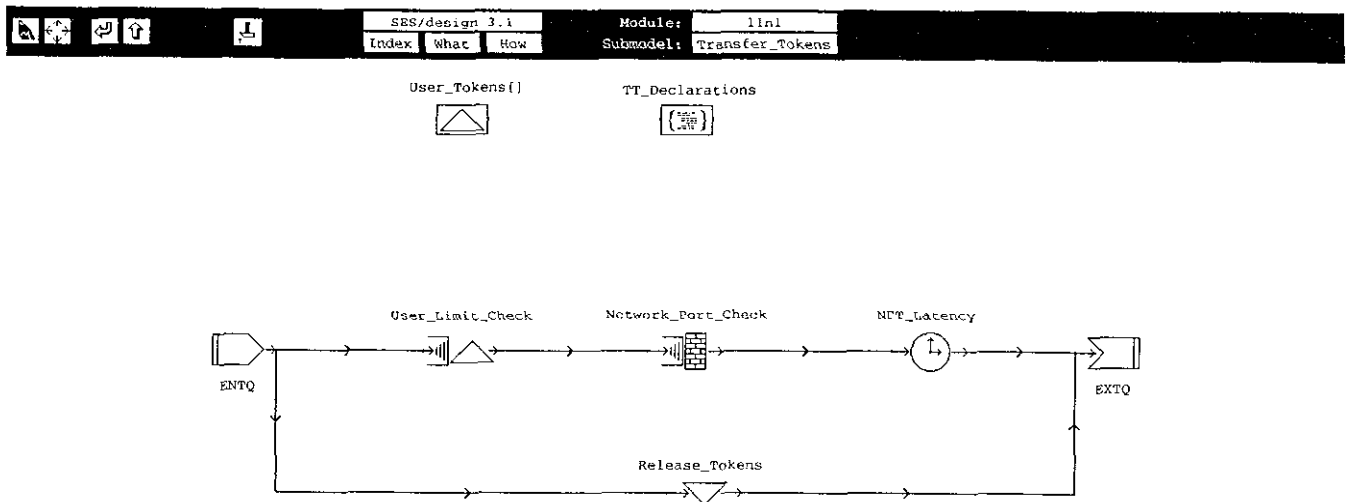 SES/design 3.1 Module: llnl
Index What How Submodel: Transfer_Tokens
User_Tokens[] TT_Declarations
User_Limit_Check Network_Port_Check NFT_Latency
ENTQ EXTQ
Release_Tokens